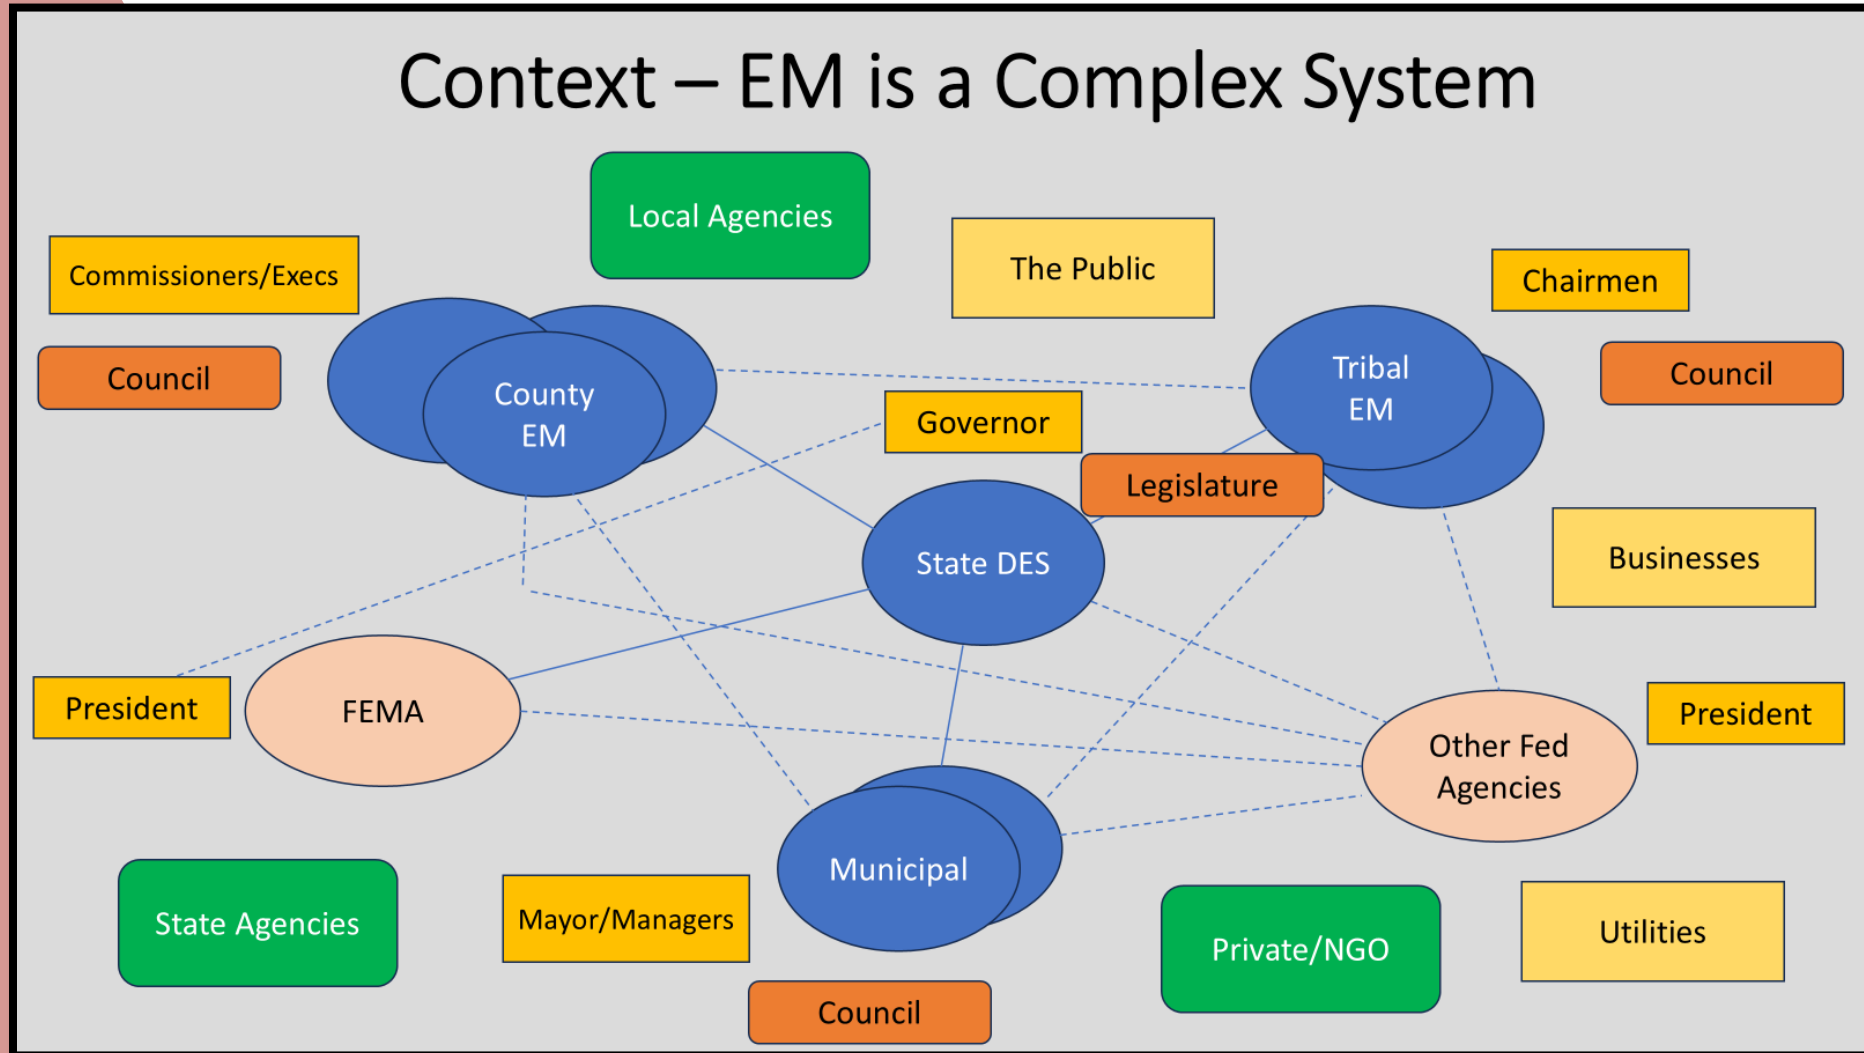 Context – EM is a Complex System
Local Agencies
The Public
Commissioners/Execs
Chairmen
Council
County
EM
Tribal
EM
Council
Governor
Legislature
State DES
Businesses
President
FEMA
President
Other Fed
Agencies
Municipal
State Agencies
Mayor/Managers
Private/NGO
Utilities
Council